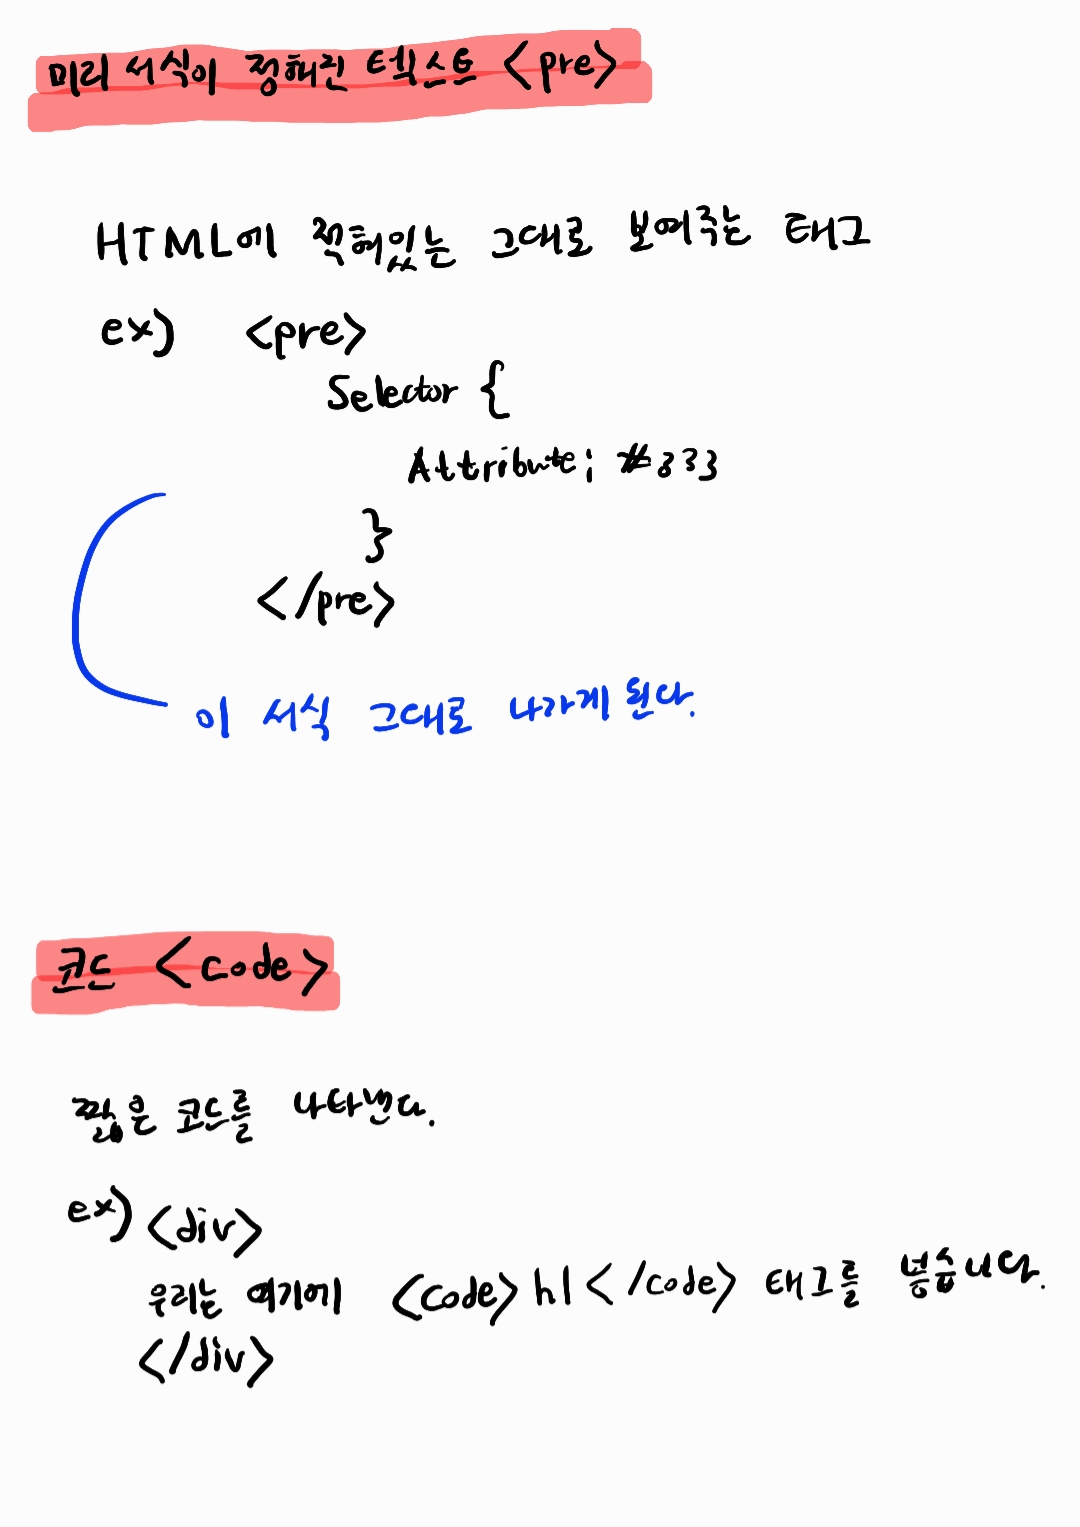 미리 서식이 정해진 텍스트 <pre>
HTML에 적혀있는 그대로 보여주는 태그
ex) <pre>
Selector {
Attribute; #333
}
</pre>
이 서식 그대로 나가게 된다.
코드 <code>
짧은 코드를 나타낸다.
ex) <div>
우리는 여기에 <code>h1</code> 태그를 넣습니다.
</div>